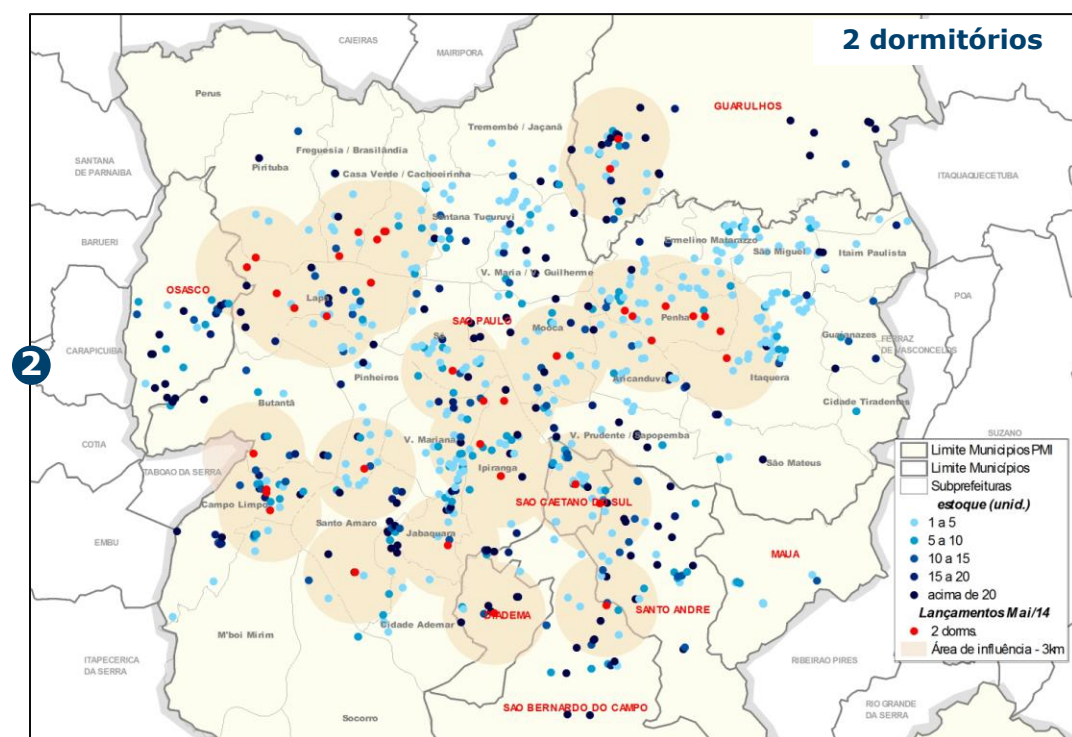 2 dormitórios
CAIEIRAS
MAIRIPORA
Perus
GUARULHOS
Tremembé / Jaçanã
Freguesia / Brasilândia
SANTANA
DE PARNAIBA
Pirituba
Casa Verde / Cachoeirinha
ITAQUAQUECETUBA
Santana Tucuruvi
BARUERI
Ermelino Matarazzo
São Miguel
Itaim Paulista
V. Maria / V. Guilherme
OSASCO
Lapa
POA
SAO PAULO
Penha
Mooca
Sé
Guaianazes
FERRAZ
DE VASCONCELOS
CARAPICUIBA
2
Pinheiros
Aricanduva
Itaquera
Butantã
Cidade Tiradentes
COTIA
V. Mariana
V. Prudente / Sapopemba
SUZANO
TABOAO DA SERRA
Ipiranga
São Mateus
Campo Limpo
SAO CAETANO DO SUL
Santo Amaro
Jabaquara
EMBU
MAUA
DIADEMA
SANTO ANDRE
Cidade Ademar
M'boi Mirim
ITAPECERICA
DA SERRA
RIBEIRAO PIRES
SAO BERNARDO DO CAMPO
Socorro
RIO GRANDE
DA SERRA
Limite Municípios PMI
Limite Municípios
Subprefeituras
estoque (unid.)
1 a 5
5 a 10
10 a 15
15 a 20
acima de 20
Lançamentos Mai/14
2 dorms.
Área de influência - 3km